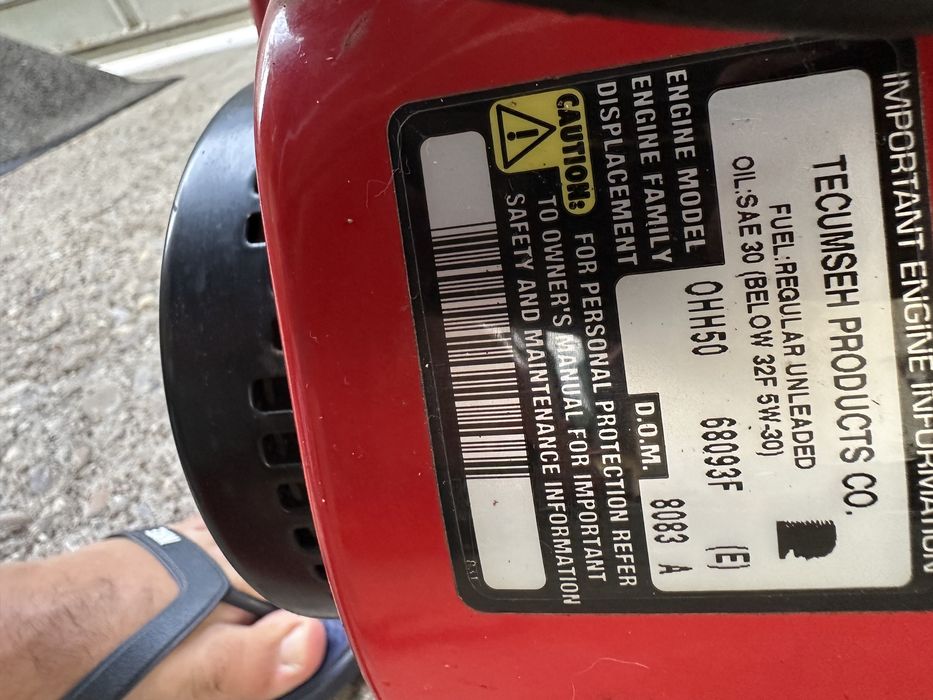 IMPORTANT ENGINE INFORMATION
TECUMSEH PRODUCTS CO.
FUEL:REGULAR UNLEADED
OIL:SAE 30 (BELOW 32F 5W-30)
ENGINE MODEL OHH50 68093F (E)
ENGINE FAMILY
DISPLACEMENT D.O.M. 8083 A
CAUTION: FOR PERSONAL PROTECTION REFER
TO OWNER'S MANUAL FOR IMPORTANT
SAFETY AND MAINTENANCE INFORMATION